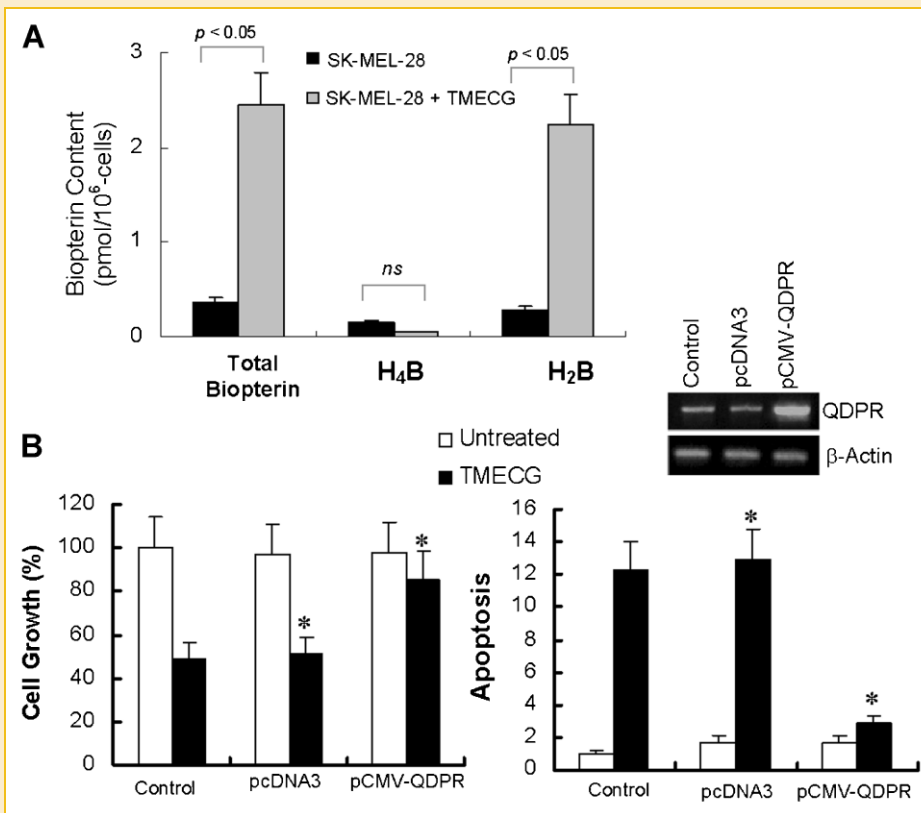 A
p < 0.05
p < 0.05
3
2
1
0
Biopterin Content
(pmol/10⁶-cells)
SK-MEL-28
SK-MEL-28 + TMECG
ns
Total
Biopterin
H₄B
H₂B
Control
pcDNA3
pCMV-QDPR
QDPR
β-Actin
B
Untreated
TMECG
120
100
80
60
40
20
0
Cell Growth (%)
*
*
Control
pcDNA3
pCMV-QDPR
16
14
12
10
8
6
4
2
0
Apoptosis
*
*
Control
pcDNA3
pCMV-QDPR